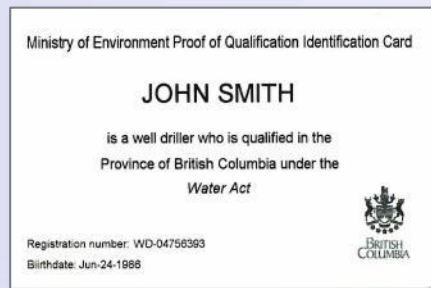 Ministry of Environment Proof of Qualification Identification Card
JOHN SMITH
is a well driller who is qualified in the
Province of British Columbia under the
Water Act
Registration number: WD-04756393
Biirthdate: Jun-24-1986
BRITISH
COLUMBIA